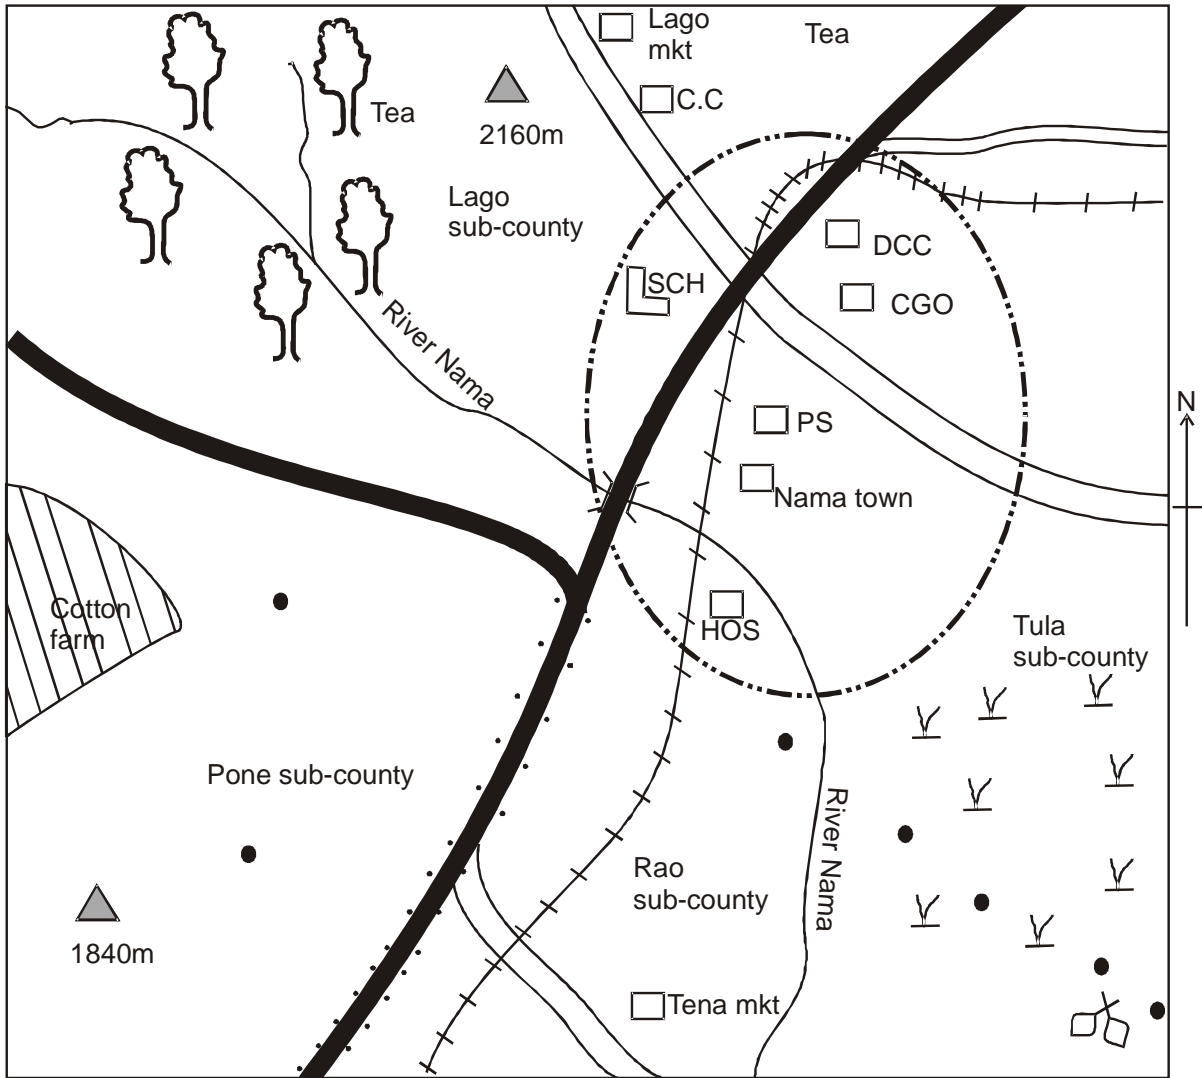 Lago
mkt
Tea
C.C
Tea
2160m
Lago
sub-county
DCC
SCH
CGO
River Nama
N
PS
Nama town
Cotton
farm
HOS
Tula
sub-county
Pone sub-county
River Nama
Rao
sub-county
1840m
Tena mkt